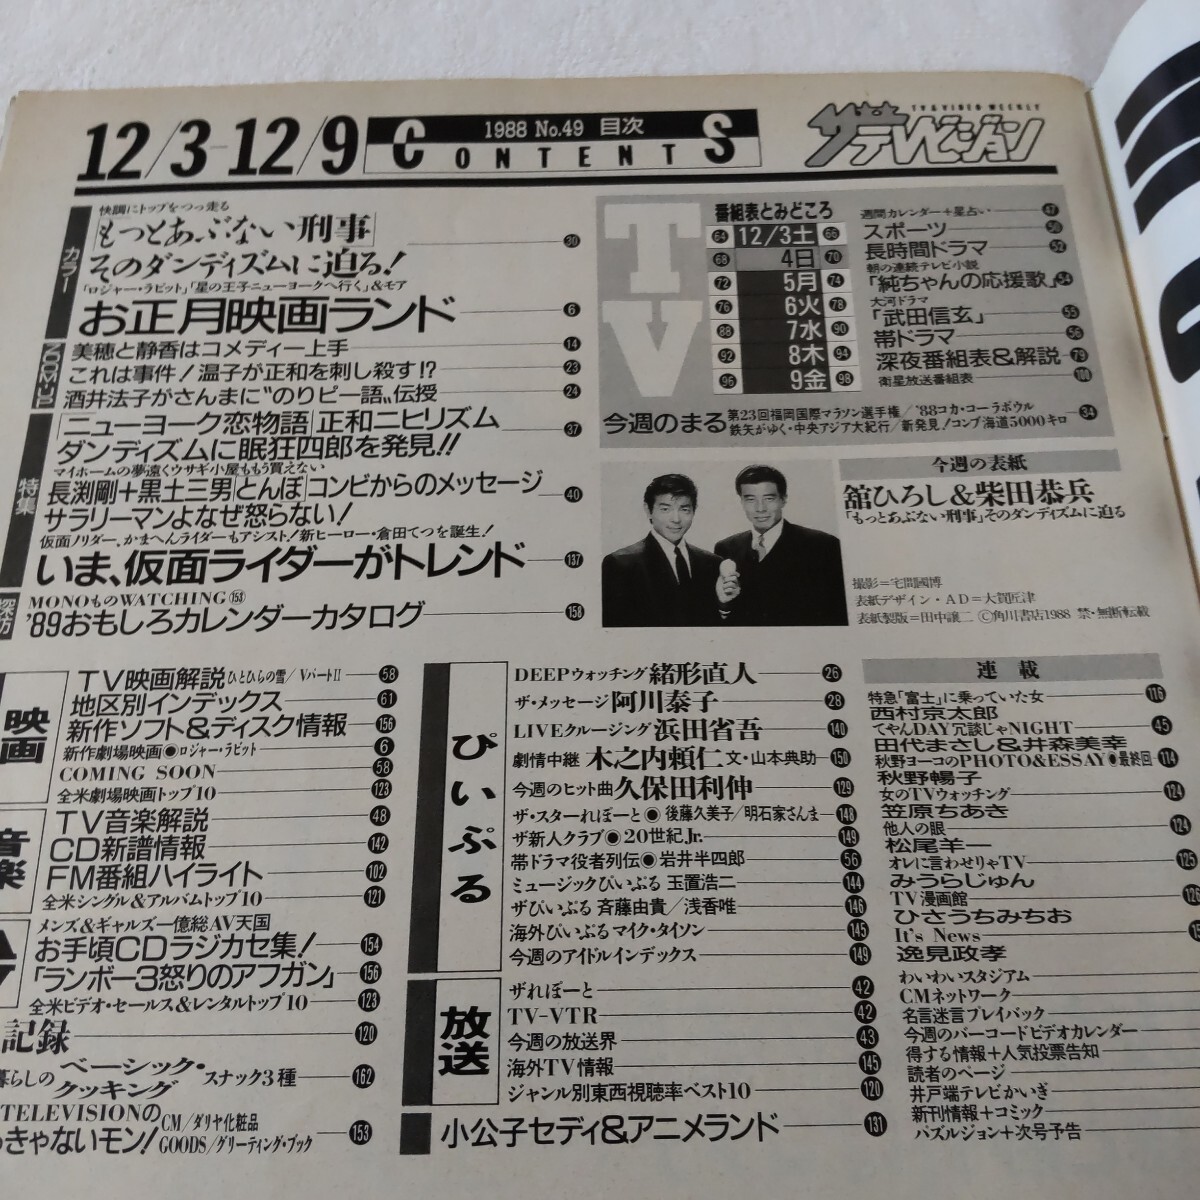 12/3-12/9
1988 No.49 目次
CONTENTS
TV & VIDEO WEEKLY
ザテレビジョン
カラー
快調にトップをつっ走る
「もっとあぶない刑事」
そのダンディズムに迫る! 30
「ロジャー・ラビット」「星の王子ニューヨークへ行く」&モア
お正月映画ランド 6
ZOOM UP
美穂と静香はコメディー上手 14
これは事件!温子が正和を刺し殺す!? 23
酒井法子がさんまに“のりピー語”伝授 24
特集
「ニューヨーク恋物語」正和ニヒリズム
ダンディズムに眠狂四郎を発見!! 37
マイホームの夢遠くウサギ小屋ももう買えない
長渕剛+黒土三男「とんぼ」コンビからのメッセージ 40
サラリーマンよなぜ怒らない!
仮面ノリダー、かまへんライダーもアシスト!新ヒーロー・倉田てつを誕生!
いま、仮面ライダーがトレンド 137
探訪
MONOものWATCHING 153
'89おもしろカレンダーカタログ 158
TV
番組表とみどころ
64 12/3土 66
68 4日 70
72 5月 74
76 6火 78
88 7水 90
92 8木 94
96 9金 98
週間カレンダー+星占い 47
スポーツ 50
長時間ドラマ 52
朝の連続テレビ小説
「純ちゃんの応援歌」 54
大河ドラマ
「武田信玄」 55
帯ドラマ 56
深夜番組表&解説 79
衛星放送番組表 100
今週のまる
第23回福岡国際マラソン選手権/'88コカ・コーラボウル
鉄矢がゆく・中央アジア大紀行/新発見!コンブ海道5000キロ 34
今週の表紙
舘ひろし&柴田恭兵
「もっとあぶない刑事」そのダンディズムに迫る
撮影=宅間國博
表紙デザイン・AD=大賀匠津
表紙製版=田中譲二 ©角川書店1988 禁・無断転載
映画
TV映画解説 ひとひらの雪/VパートII 58
地区別インデックス 61
新作ソフト&ディスク情報 156
新作劇場映画◉ロジャー・ラビット 6
COMING SOON 58
全米劇場映画トップ10 123
音楽
TV音楽解説 48
CD新譜情報 142
FM番組ハイライト 102
全米シングル&アルバムトップ10 121
メンズ&ギャルズ一億総AV天国
お手頃CDラジカセ集! 154
「ランボー3怒りのアフガン」 156
全米ビデオ・セールス&レンタルトップ10 123
記録 120
暮らしのベーシック・クッキング スナック3種 162
TELEVISIONの
っきゃないモン! CM/ダリヤ化粧品
GOODS/グリーティング・ブック 153
ぴいぷる
DEEPウォッチング 緒形直人 26
ザ・メッセージ 阿川泰子 28
LIVEクルージング 浜田省吾 140
劇情中継 木之内頼仁 文・山本典助 150
今週のヒット曲 久保田利伸 129
ザ・スターれぽーと◉後藤久美子/明石家さんま 148
ザ新人クラブ◉20世紀Jr. 149
帯ドラマ役者列伝◉岩井半四郎 56
ミュージックぴいぷる 玉置浩二 144
ザぴいぷる 斉藤由貴/浅香唯 146
海外ぴいぷる マイク・タイソン 145
今週のアイドルインデックス 149
放送
ザれぽーと 42
TV-VTR 42
今週の放送界 43
海外TV情報 145
ジャンル別東西視聴率ベスト10 120
小公子セディ&アニメランド 131
連載
特急「富士」に乗っていた女 116
西村京太郎
てやんDAY冗談じゃNIGHT 45
田代まさし&井森美幸
秋野ヨーコのPHOTO&ESSAY◉最終回 114
秋野暢子
女のTVウォッチング 124
笠原ちあき
他人の眼 124
松尾羊一
オレに言わせりゃTV 125
みうらじゅん
TV漫画館 126
ひさうちみちお
It's News
逸見政孝
わいわいスタジアム
CMネットワーク
名言迷言プレイバック
今週のバーコードビデオカレンダー
得する情報+人気投票告知
読者のページ
井戸端テレビかいぎ
新刊情報+コミック
パズルジョン+次号予告